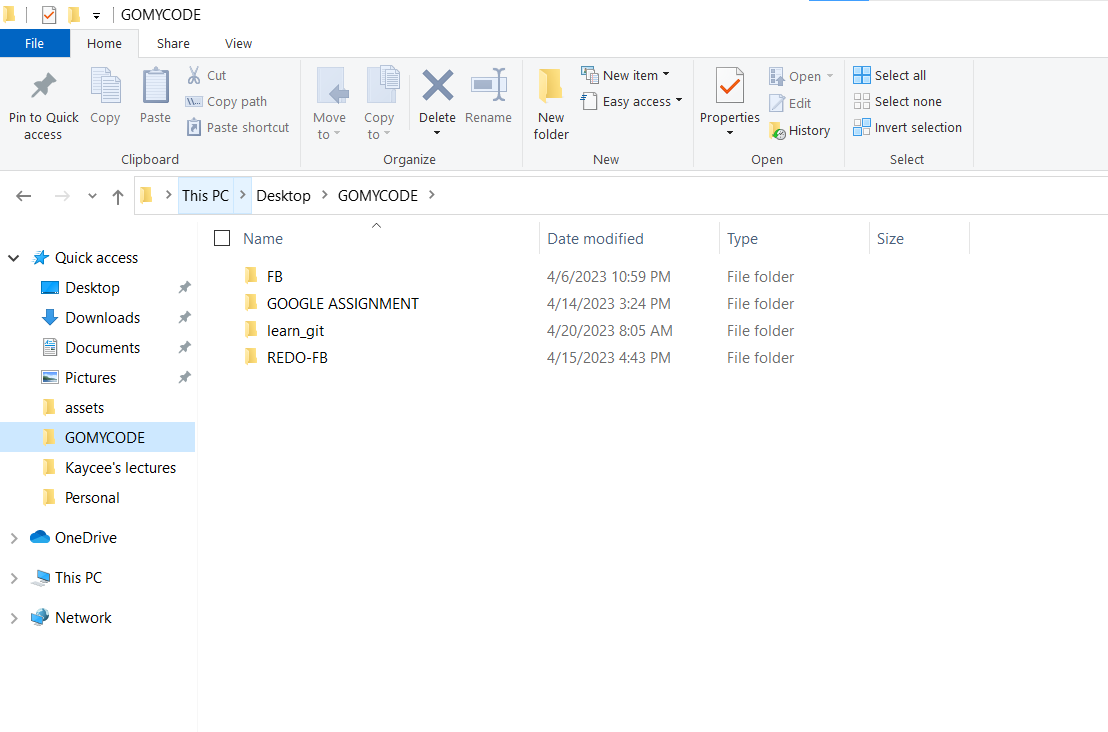 GOMYCODE
File Home Share View
Pin to Quick access
Copy
Paste
Cut
Copy path
Paste shortcut
Clipboard
Move to
Copy to
Delete
Rename
Organize
New folder
New item
Easy access
New
Properties
Open
Edit
History
Open
Select all
Select none
Invert selection
Select
This PC Desktop GOMYCODE
Name Date modified Type Size
Quick access
Desktop
Downloads
Documents
Pictures
assets
GOMYCODE
Kaycee's lectures
Personal
OneDrive
This PC
Network
FB 4/6/2023 10:59 PM File folder
GOOGLE ASSIGNMENT 4/14/2023 3:24 PM File folder
learn_git 4/20/2023 8:05 AM File folder
REDO-FB 4/15/2023 4:43 PM File folder